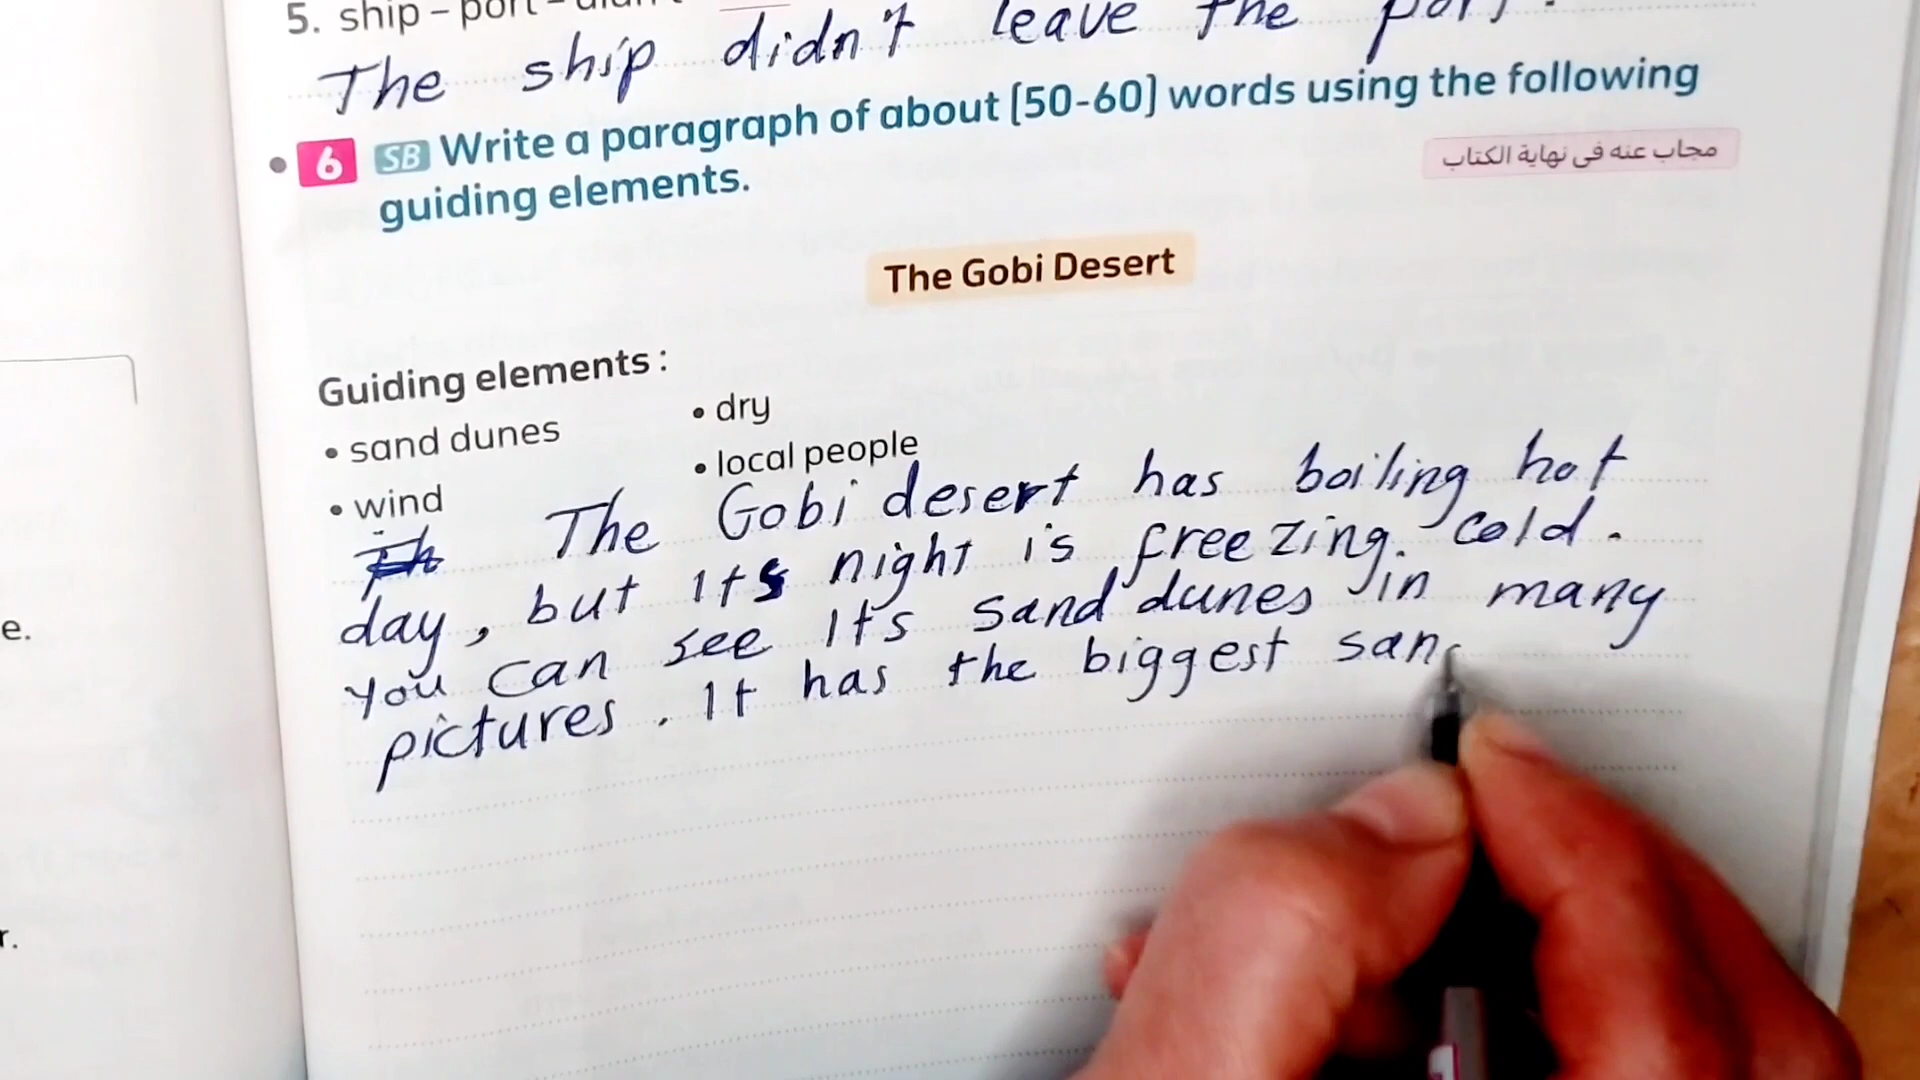 5. ship – port – didn't
The ship didn't leave the port.
6 SB Write a paragraph of about [50-60] words using the following
guiding elements.
مجاب عنه فى نهاية الكتاب
The Gobi Desert
Guiding elements :
• sand dunes
• dry
• wind
• local people
The Gobi desert has boiling hot
day, but its night is freezing. cold.
you can see Its sand dunes in many
pictures. It has the biggest san
e.
r.